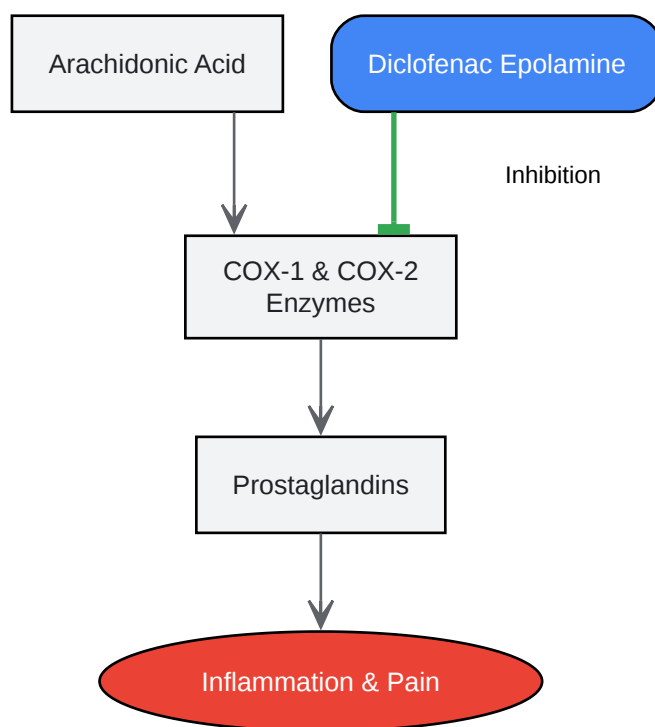 Arachidonic Acid
Diclofenac Epolamine
Inhibition
COX-1 & COX-2
Enzymes
Prostaglandins
Inflammation & Pain